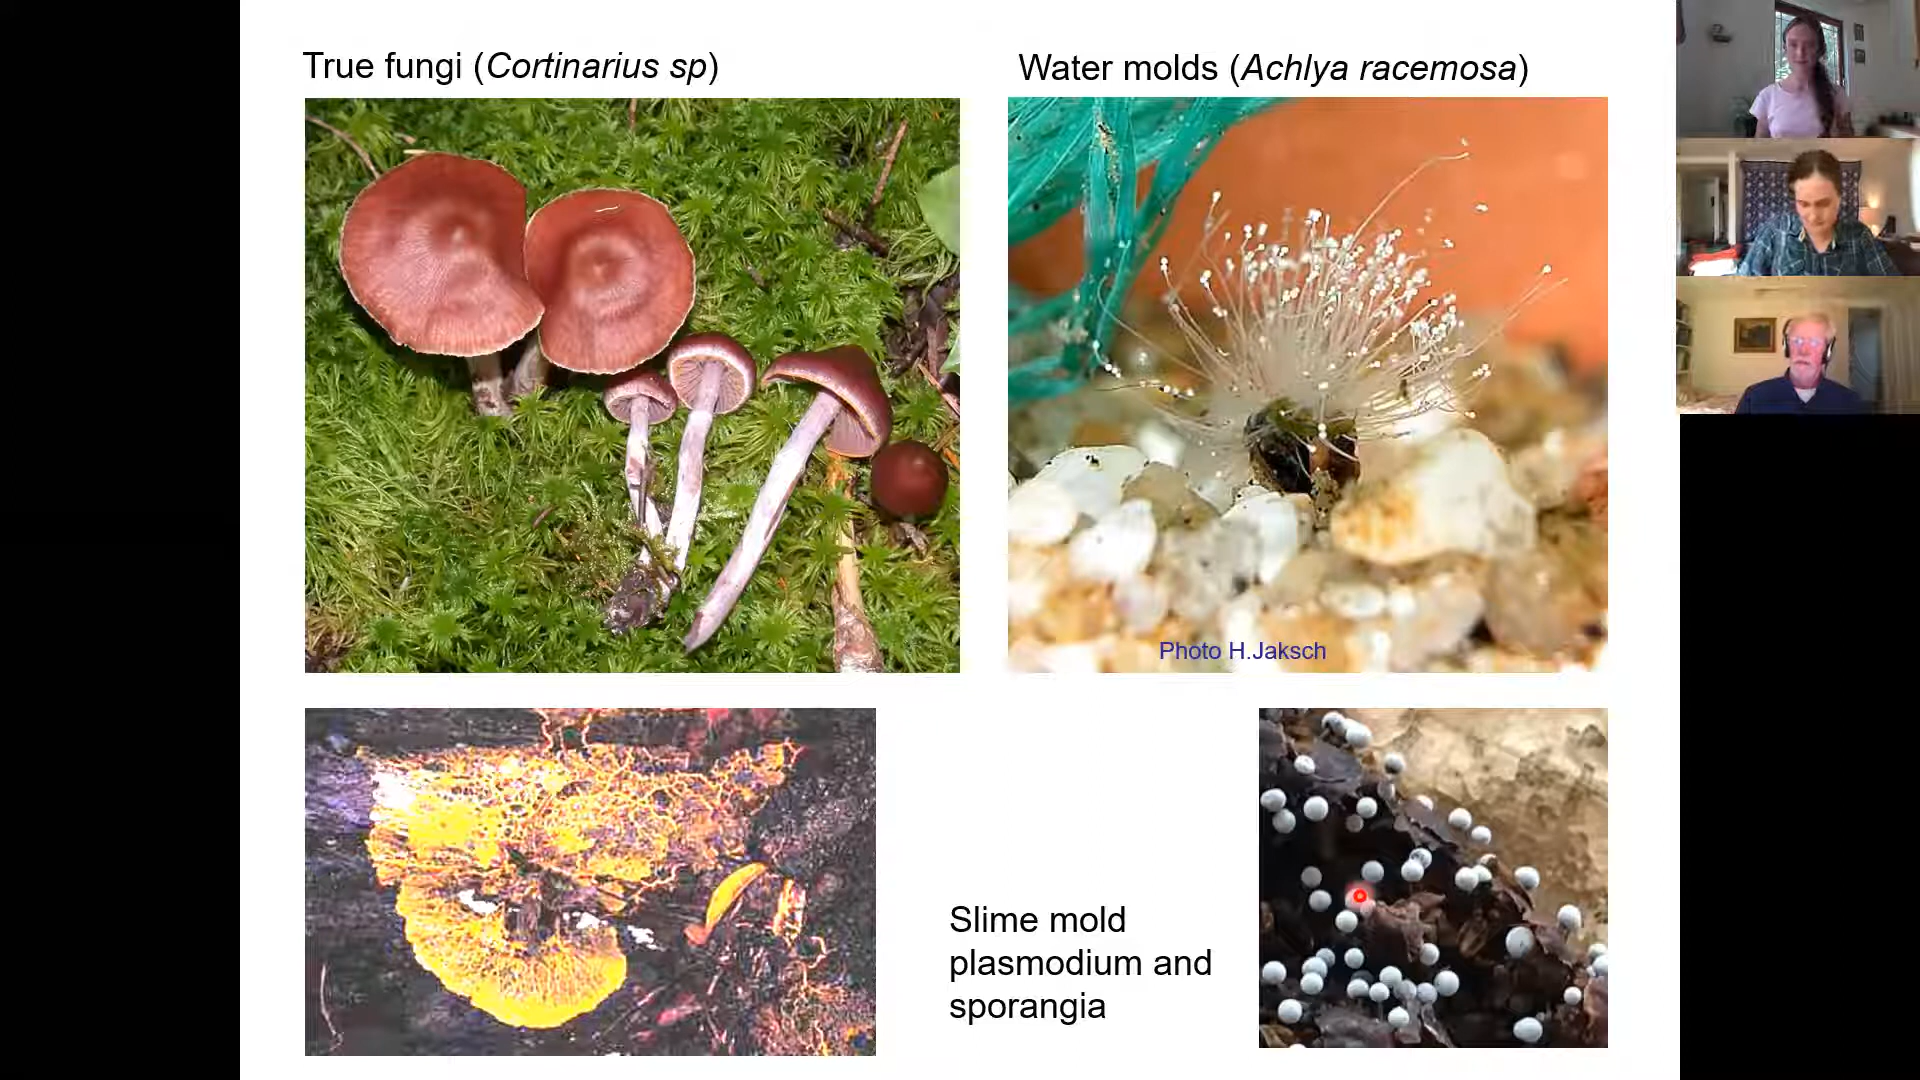 True fungi (Cortinarius sp)
Water molds (Achlya racemosa)
Photo H.Jaksch
Slime mold
plasmodium and
sporangia